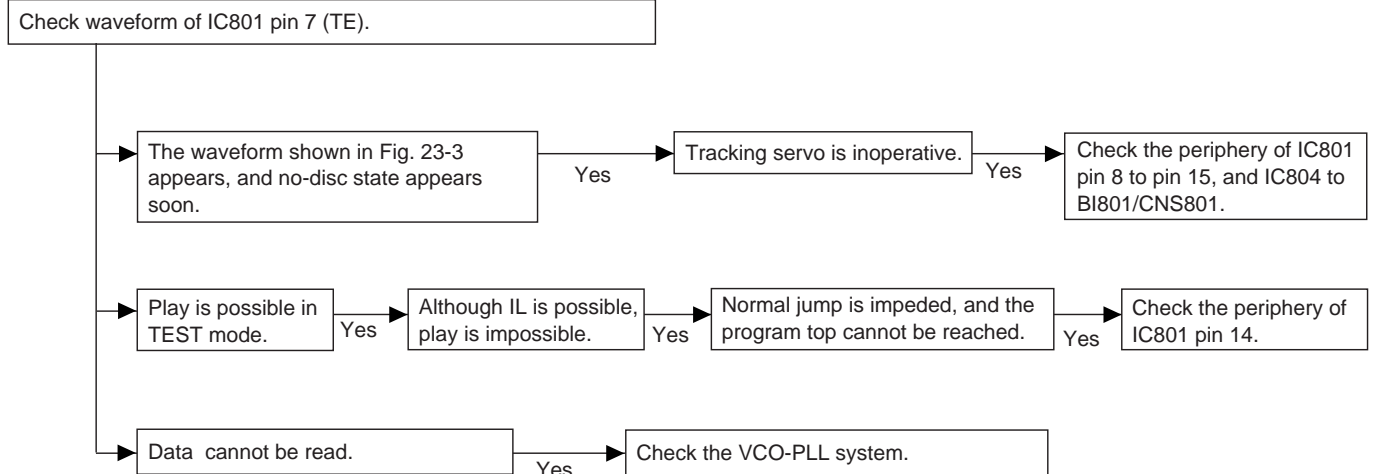 Check waveform of IC801 pin 7 (TE).
The waveform shown in Fig. 23-3
appears, and no-disc state appears
soon.
Yes
Tracking servo is inoperative.
Yes
Check the periphery of IC801
pin 8 to pin 15, and IC804 to
BI801/CNS801.
Play is possible in
TEST mode.
Yes
Although IL is possible,
play is impossible.
Yes
Normal jump is impeded, and the
program top cannot be reached.
Yes
Check the periphery of
IC801 pin 14.
Data cannot be read.
Yes
Check the VCO-PLL system.